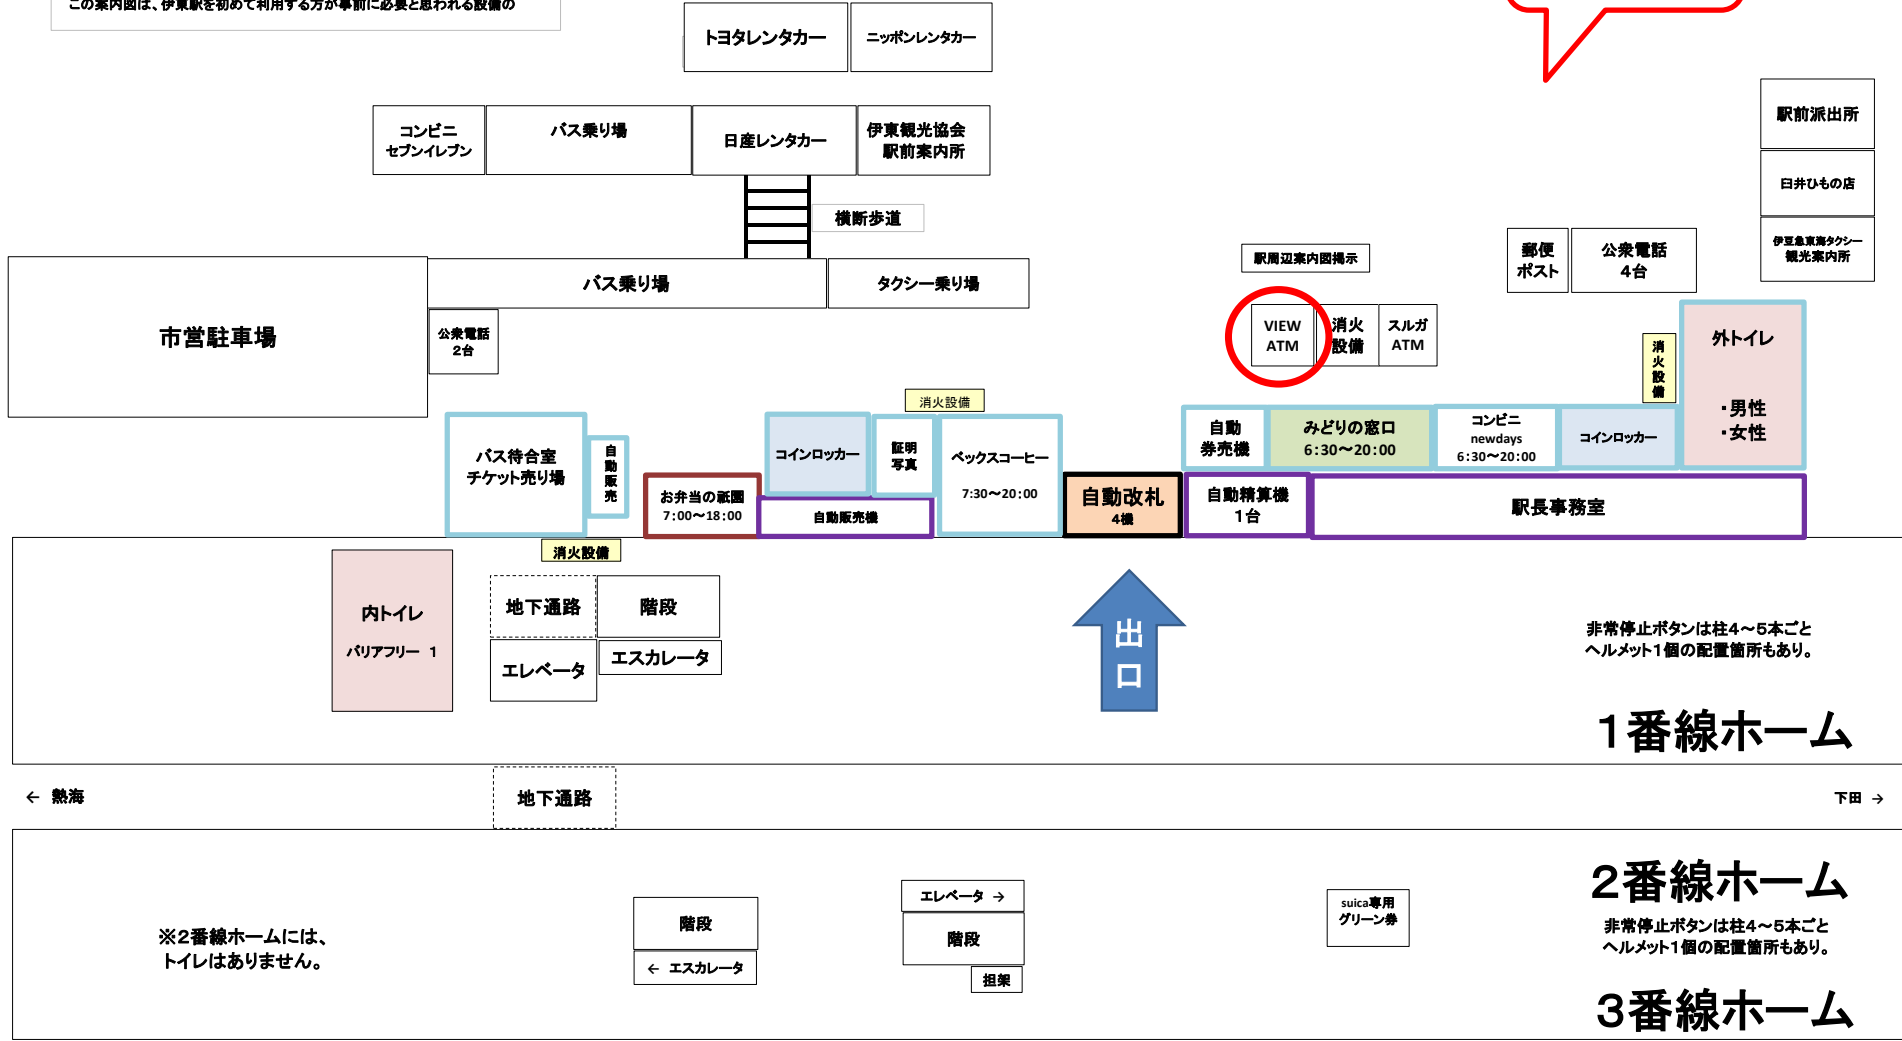 この案内図は、伊東駅を初めて利用する方が事前に必要と思われる設備の
トヨタレンタカー
ニッポンレンタカー
コンビニ
セブンイレブン
バス乗り場
日産レンタカー
伊東観光協会
駅前案内所
駅前派出所
臼井ひもの店
伊豆急東海タクシー
観光案内所
横断歩道
駅周辺案内図掲示
郵便
ポスト
公衆電話
4台
市営駐車場
バス乗り場
タクシー乗り場
公衆電話
2台
VIEW
ATM
消火
設備
スルガ
ATM
消火設備
外トイレ
・男性
・女性
消火設備
バス待合室
チケット売り場
自動販売
お弁当の祇園
7:00～18:00
コインロッカー
証明
写真
自動販売機
ベックスコーヒー
7:30～20:00
自動改札
4機
自動
券売機
みどりの窓口
6:30～20:00
コンビニ
newdays
6:30～20:00
コインロッカー
自動精算機
1台
駅長事務室
消火設備
内トイレ
バリアフリー 1
地下通路
階段
エレベータ
エスカレータ
出口
非常停止ボタンは柱4～5本ごと
ヘルメット1個の配置箇所もあり。
1番線ホーム
← 熱海
地下通路
下田 →
※2番線ホームには、
トイレはありません。
階段
← エスカレータ
エレベータ →
階段
担架
suica専用
グリーン券
2番線ホーム
非常停止ボタンは柱4～5本ごと
ヘルメット1個の配置箇所もあり。
3番線ホーム